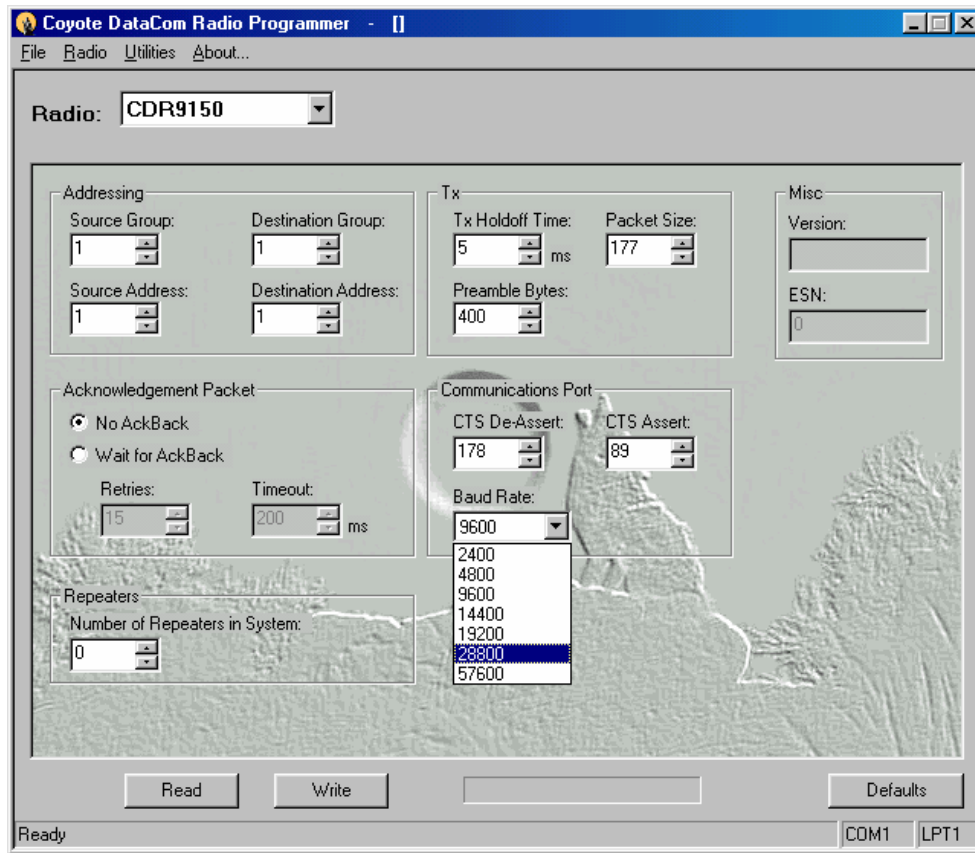 Coyote DataCom Radio Programmer - []
File Radio Utilities About...
Radio: CDR9150
Addressing
Source Group: Destination Group:
1 1
Source Address: Destination Address:
1 1
Tx
Tx Holdoff Time: Packet Size:
5 ms 177
Preamble Bytes:
400
Misc
Version:
ESN:
0
Acknowledgement Packet
No AckBack
Wait for AckBack
Retries: Timeout:
15 200 ms
Communications Port
CTS De-Assert: CTS Assert:
178 89
Baud Rate:
9600
2400
4800
9600
14400
19200
28800
57600
Repeaters
Number of Repeaters in System:
0
Read Write Defaults
Ready COM1 LPT1